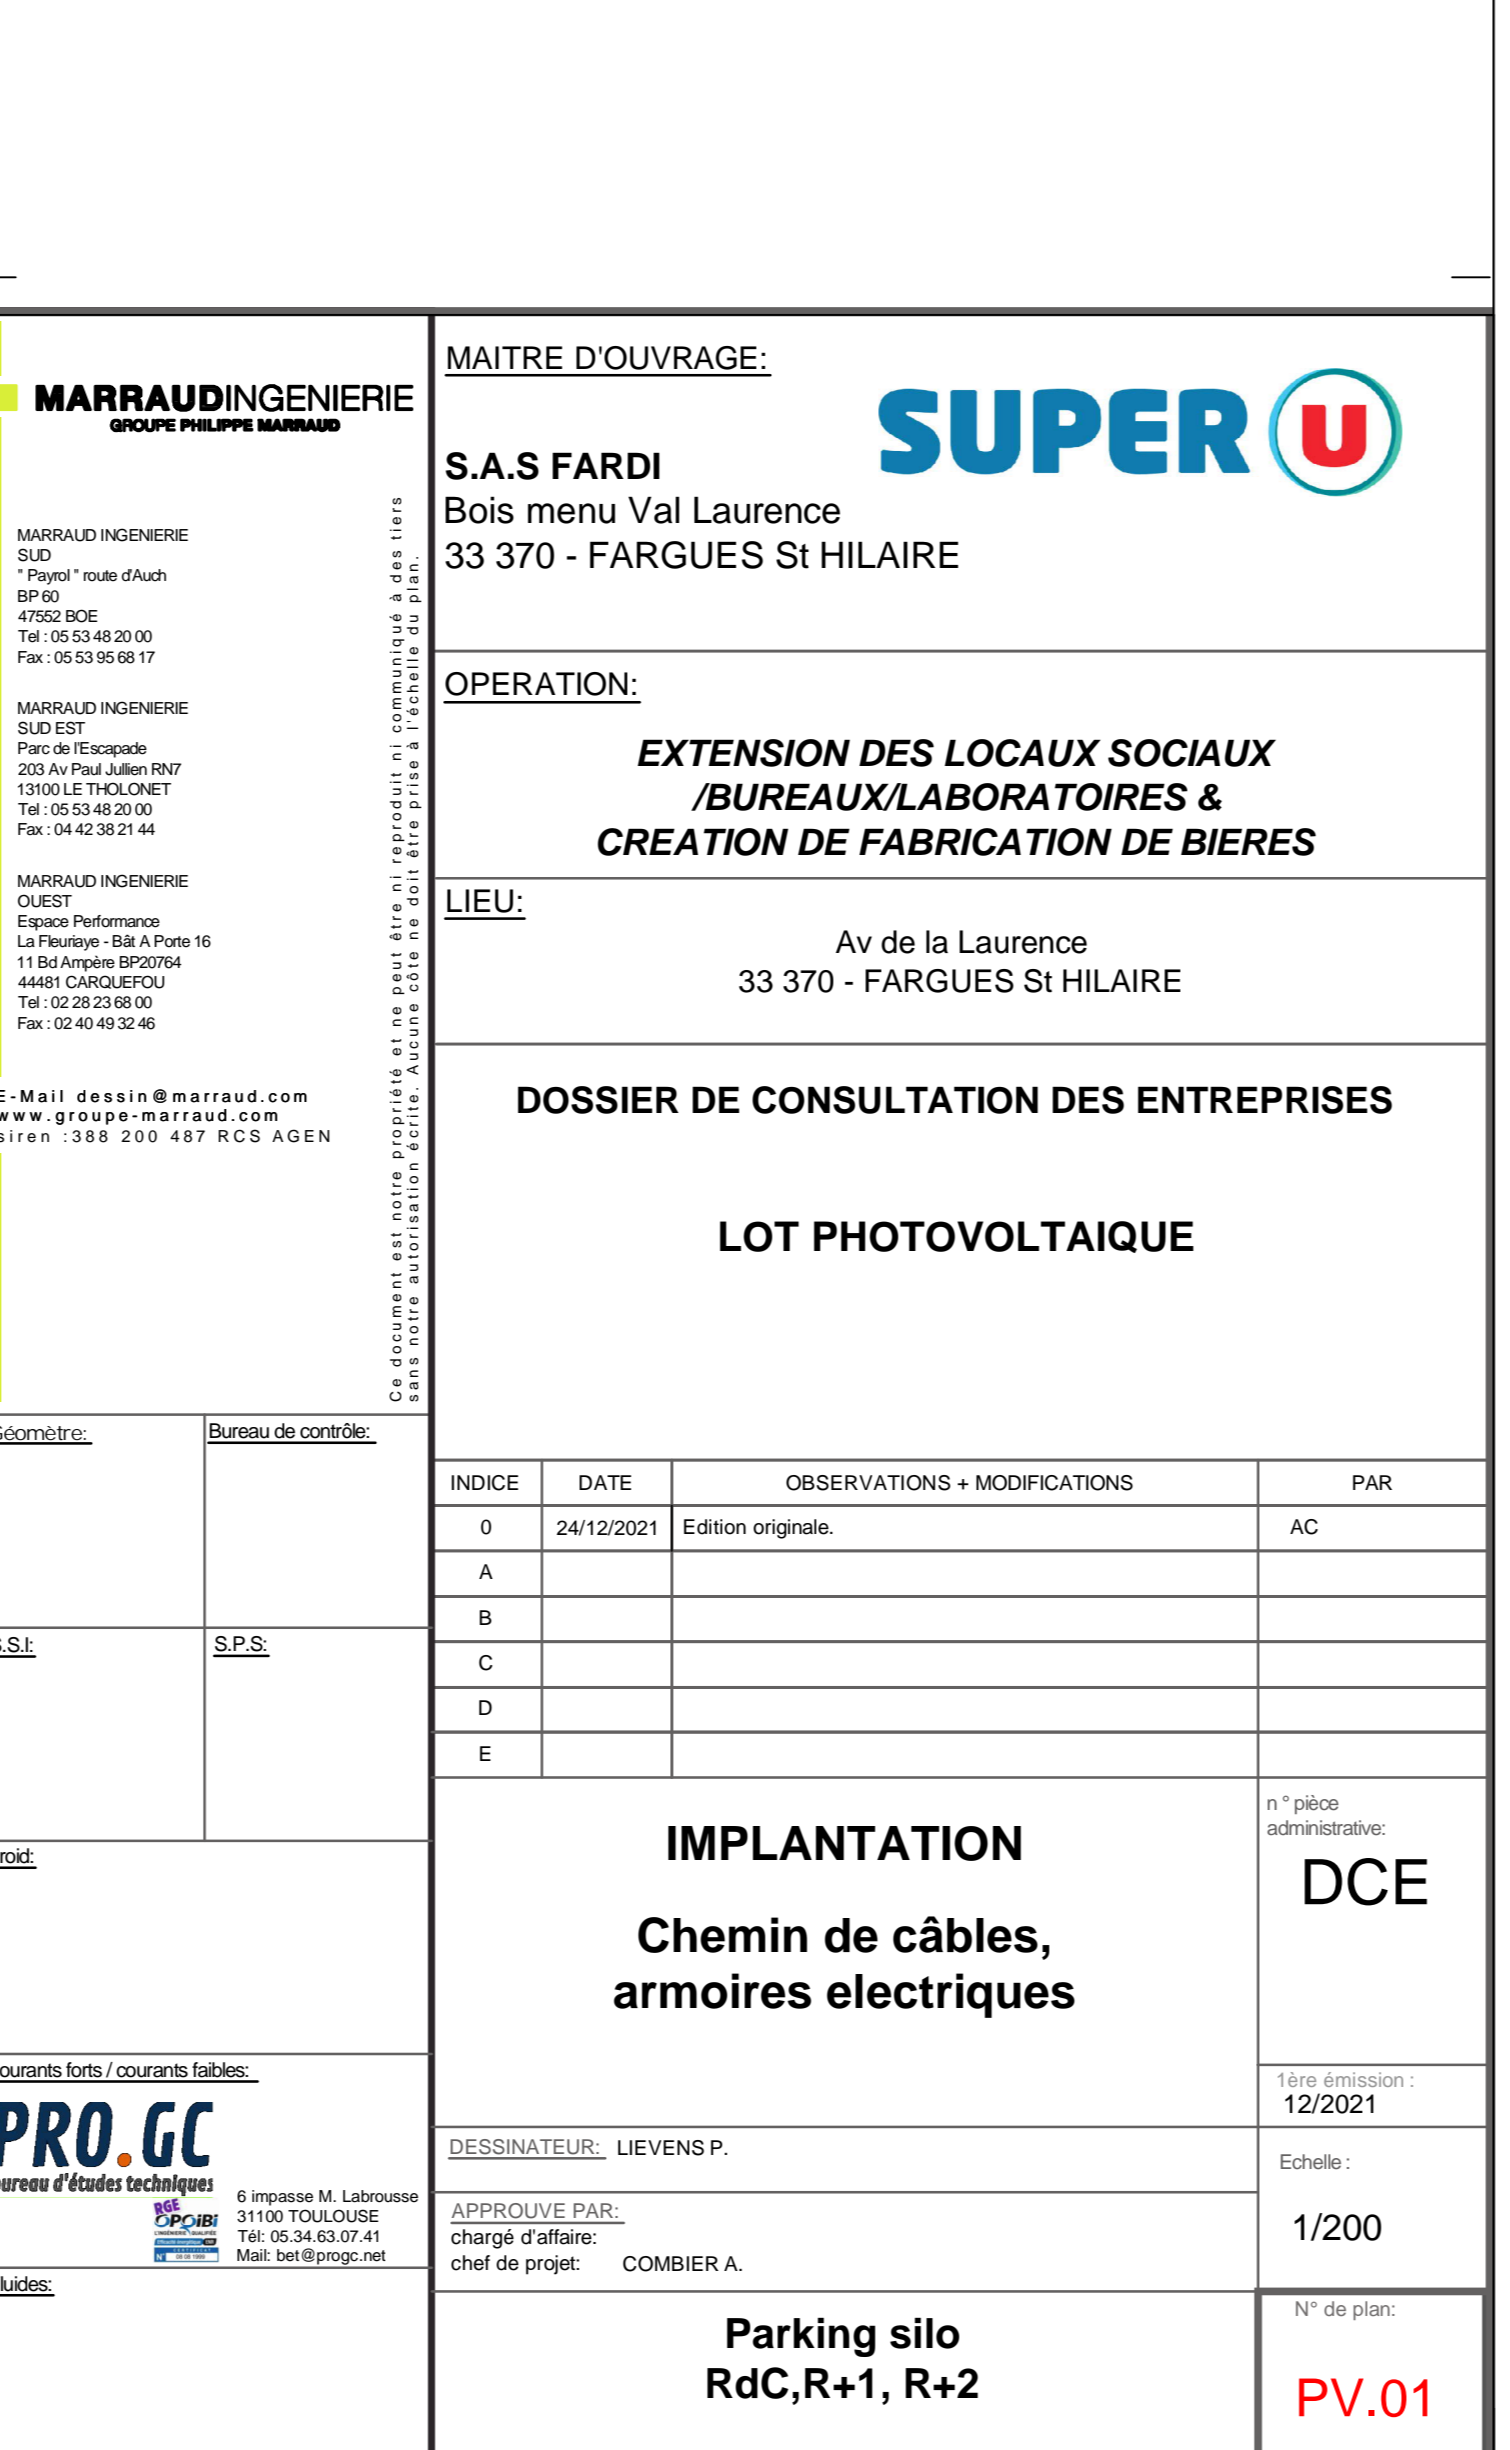 MARRAUDINGENIERIE
GROUPE PHILIPPE MARRAUD
MARRAUD INGENIERIE
SUD
" Payrol " route d'Auch
BP 60
47552 BOE
Tel : 05 53 48 20 00
Fax : 05 53 95 68 17
MARRAUD INGENIERIE
SUD EST
Parc de l'Escapade
203 Av Paul Jullien RN7
13100 LE THOLONET
Tel : 05 53 48 20 00
Fax : 04 42 38 21 44
MARRAUD INGENIERIE
OUEST
Espace Performance
La Fleuriaye - Bât A Porte 16
11 Bd Ampère BP20764
44481 CARQUEFOU
Tel : 02 28 23 68 00
Fax : 02 40 49 32 46
E-Mail dessin@marraud.com
www.groupe-marraud.com
siren :388 200 487 RCS AGEN
Ce document est notre propriété et ne peut être ni reproduit ni communiqué à des tiers
sans notre autorisation écrite. Aucune côte ne doit être prise à l'échelle du plan.
Géomètre:
Bureau de contrôle:
S.S.I:
S.P.S:
roid:
ourants forts / courants faibles:
PRO.GC
bureau d'études techniques
RGE
OPQiBi
L'INGÉNIERIE QUALIFIÉE
CERTIFICAT
N° 08 08 1999
6 impasse M. Labrousse
31100 TOULOUSE
Tél: 05.34.63.07.41
Mail: bet@progc.net
luides:
MAITRE D'OUVRAGE:
SUPER U
S.A.S FARDI
Bois menu Val Laurence
33 370 - FARGUES St HILAIRE
OPERATION:
EXTENSION DES LOCAUX SOCIAUX
/BUREAUX/LABORATOIRES &
CREATION DE FABRICATION DE BIERES
LIEU:
Av de la Laurence
33 370 - FARGUES St HILAIRE
DOSSIER DE CONSULTATION DES ENTREPRISES
LOT PHOTOVOLTAIQUE
INDICE DATE OBSERVATIONS + MODIFICATIONS PAR
0 24/12/2021 Edition originale. AC
A
B
C
D
E
IMPLANTATION
Chemin de câbles,
armoires electriques
n° pièce
administrative:
DCE
1ère émission :
12/2021
DESSINATEUR: LIEVENS P.
APPROUVE PAR:
chargé d'affaire:
chef de projet: COMBIER A.
Echelle :
1/200
Parking silo
RdC,R+1, R+2
N° de plan:
PV.01